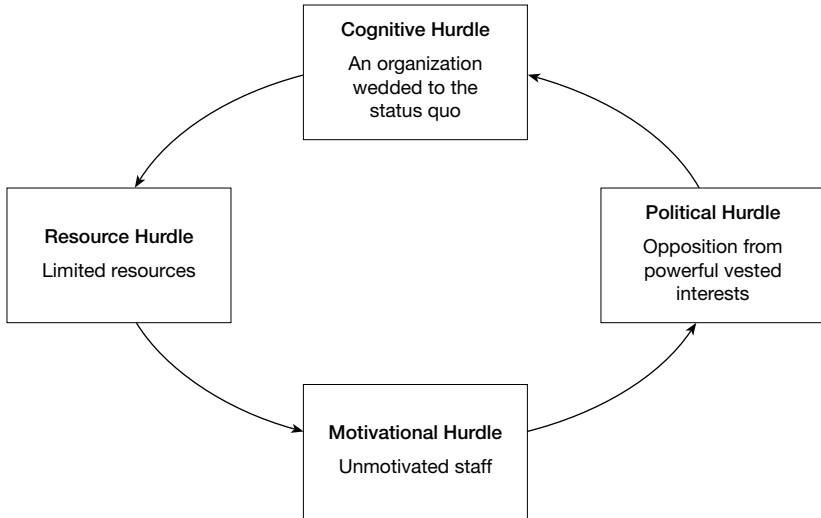 Cognitive Hurdle
An organization
wedded to the
status quo
Resource Hurdle
Limited resources
Political Hurdle
Opposition from
powerful vested
interests
Motivational Hurdle
Unmotivated staff